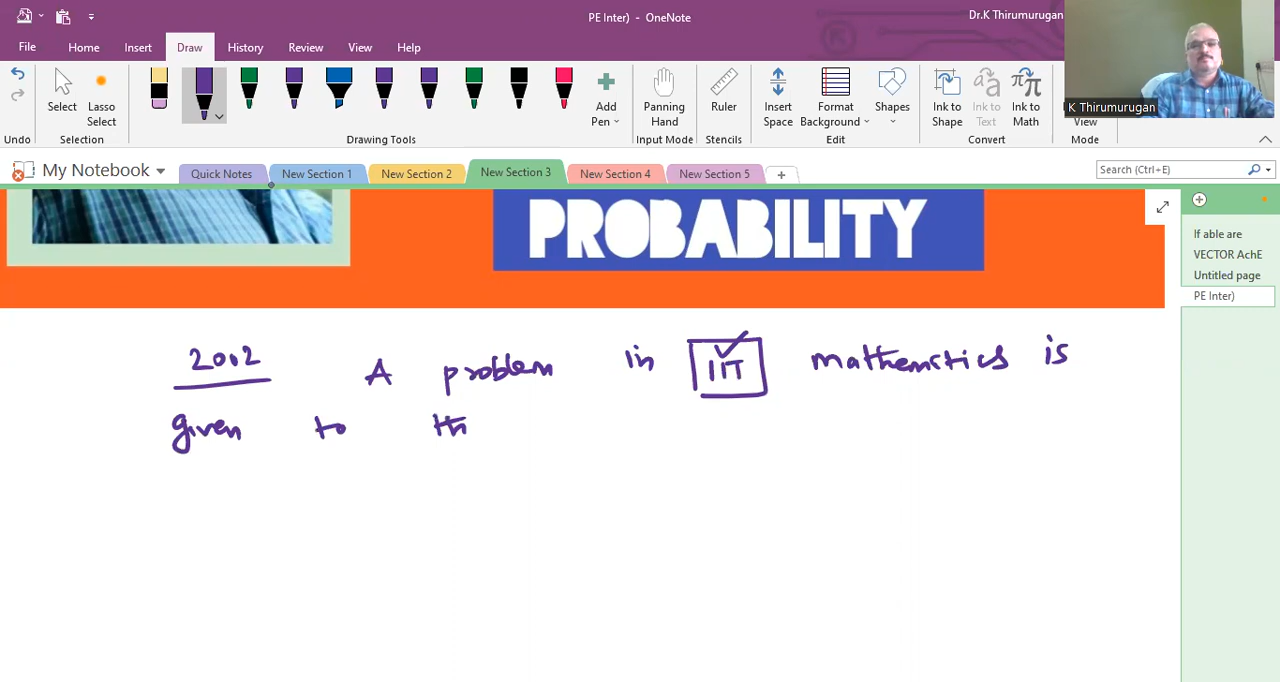 PE Inter) - OneNote
Dr.K Thirumurugan
File Home Insert Draw History Review View Help
Select
Lasso Select
Add Pen
Panning Hand
Ruler
Insert Space
Format Background
Shapes
Ink to Shape
Ink to Text
Ink to Math
K Thirumurugan
View
Undo Selection Drawing Tools Input Mode Stencils Edit Convert Mode
My Notebook Quick Notes New Section 1 New Section 2 New Section 3 New Section 4 New Section 5 Search (Ctrl+E)
PROBABILITY
If able are
VECTOR AchE
Untitled page
PE Inter)
2002 A problem in IIT mathematics is
given to th